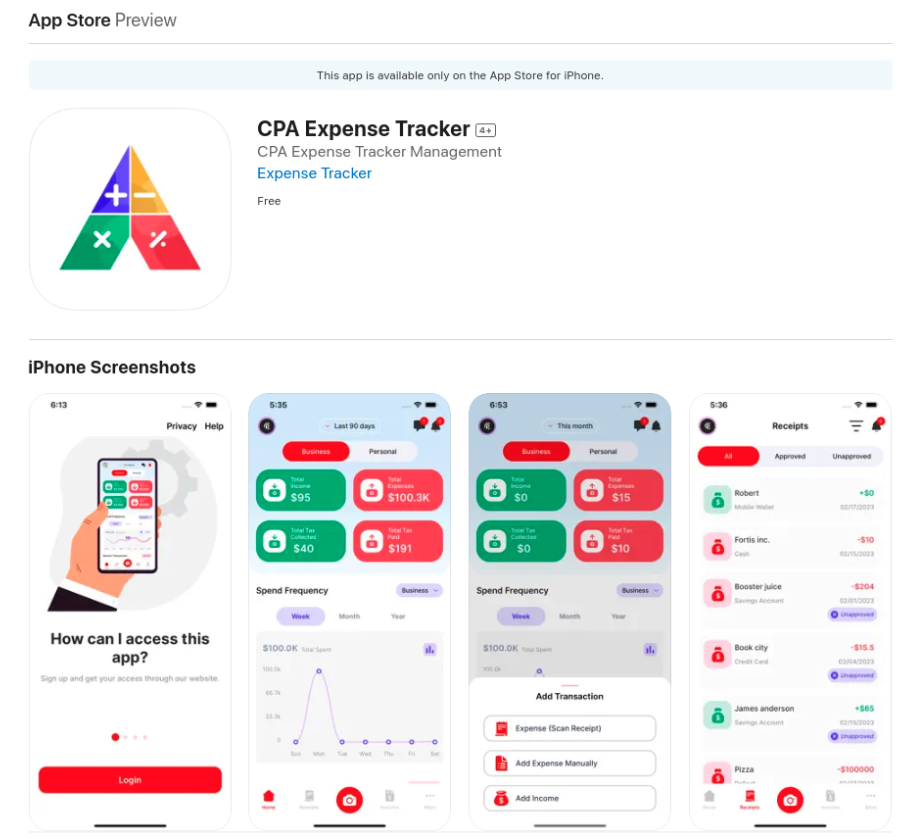 App Store Preview
This app is available only on the App Store for iPhone.
CPA Expense Tracker 4+
CPA Expense Tracker Management
Expense Tracker
Free
iPhone Screenshots
6:13
Privacy Help
How can I access this
app?
Sign up and get your access through our website.
Login
5:35
Last 90 days
Business Personal
Total
Income
$95
Total
Expenses
$100.3K
Total Tax
Collected
$40
Total Tax
Paid
$191
Spend Frequency Business
Week Month Year
$100.0K Total Spent
100.0k
66.7k
33.3k
0
Sun Mon Tue Wed Thu Fri Sat
Home Receipts Invoices More
6:53
This month
Business Personal
Total
Income
$0
Total
Expenses
$15
Total Tax
Collected
$0
Total Tax
Paid
$10
Spend Frequency Business
Week Month Year
$100.0K Total Spent
100.0k
Add Transaction
Expense (Scan Receipt)
Add Expense Manually
Add Income
5:36
Receipts
All Approved Unapproved
Robert +$0
Mobile Wallet 02/17/2023
Fortis inc. -$10
Cash 02/15/2023
Booster juice -$204
Savings Account 02/01/2023
Unapproved
Book city -$15.5
Credit Card 03/04/2023
Unapproved
James anderson +$65
Savings Account 02/15/2023
Unapproved
Pizza -$100000
Home Receipts Invoices More